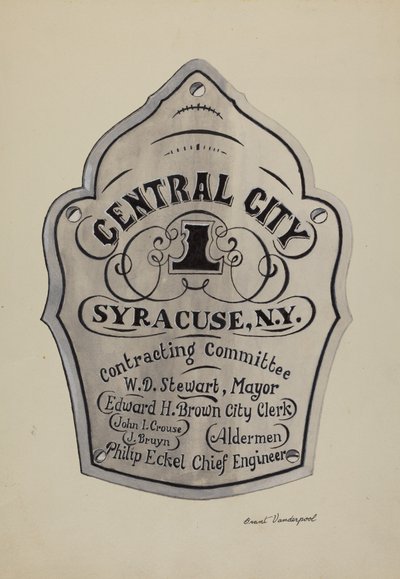 CENTRAL CITY
1
SYRACUSE, N.Y.
Contracting Committee
W.D. Stewart, Mayor
Edward H. Brown City Clerk
John I. Crouse
J. Bruyn
Aldermen
Philip Eckel Chief Engineer
Grant Vanderpool